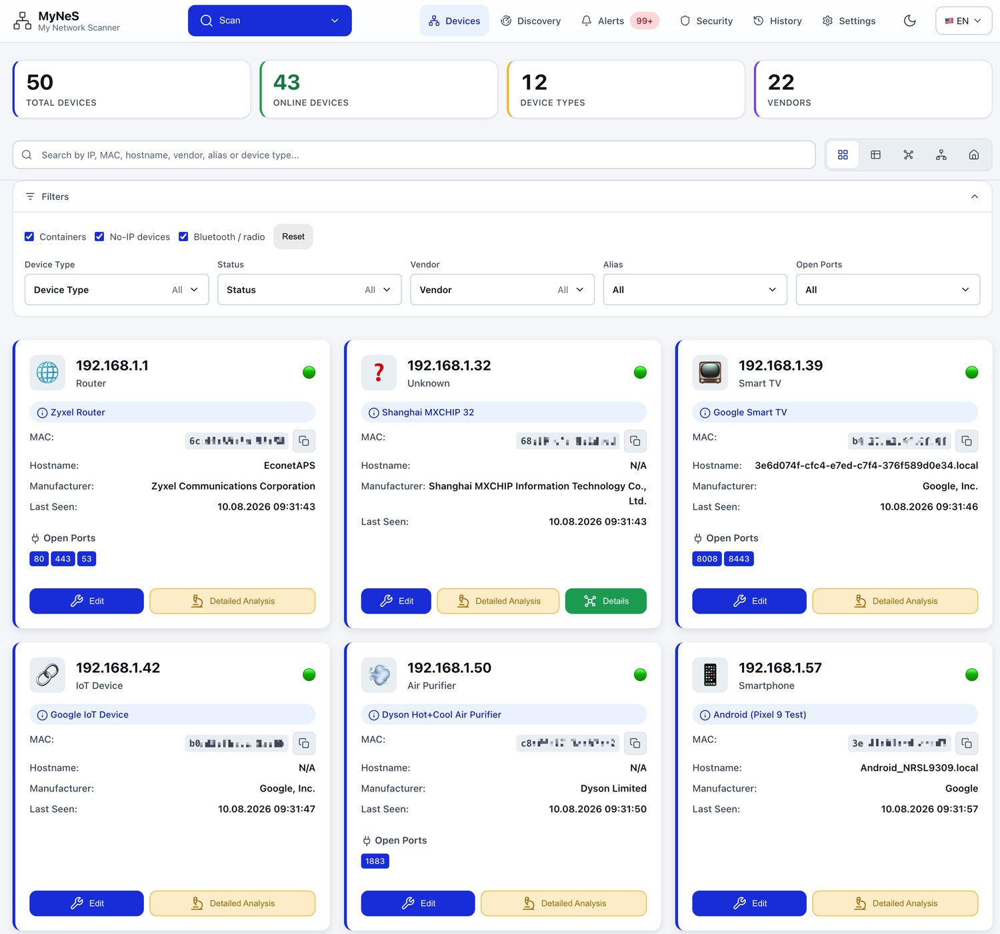 MyNeS
My Network Scanner
Scan
Devices
Discovery
Alerts 99+
Security
History
Settings
EN
50
TOTAL DEVICES
43
ONLINE DEVICES
12
DEVICE TYPES
22
VENDORS
Search by IP, MAC, hostname, vendor, alias or device type...
Filters
Containers No-IP devices Bluetooth / radio Reset
Device Type Status Vendor Alias Open Ports
Device Type All Status All Vendor All All All
192.168.1.1
Router
Zyxel Router
MAC: 6c:
Hostname: EconetAPS
Manufacturer: Zyxel Communications Corporation
Last Seen: 10.08.2026 09:31:43
Open Ports
80 443 53
Edit Detailed Analysis
192.168.1.32
Unknown
Shanghai MXCHIP 32
MAC: 68
Hostname: N/A
Manufacturer: Shanghai MXCHIP Information Technology Co.,
Ltd.
Last Seen: 10.08.2026 09:31:43
Edit Detailed Analysis Details
192.168.1.39
Smart TV
Google Smart TV
MAC:
Hostname: 3e6d074f-cfc4-e7ed-c7f4-376f589d0e34.local
Manufacturer: Google, Inc.
Last Seen: 10.08.2026 09:31:46
Open Ports
8008 8443
Edit Detailed Analysis
192.168.1.42
IoT Device
Google IoT Device
MAC: b0
Hostname: N/A
Manufacturer: Google, Inc.
Last Seen: 10.08.2026 09:31:47
Edit Detailed Analysis
192.168.1.50
Air Purifier
Dyson Hot+Cool Air Purifier
MAC: c8
Hostname: N/A
Manufacturer: Dyson Limited
Last Seen: 10.08.2026 09:31:50
Open Ports
1883
Edit Detailed Analysis
192.168.1.57
Smartphone
Android (Pixel 9 Test)
MAC: 3e
Hostname: Android_NRSL9309.local
Manufacturer: Google
Last Seen: 10.08.2026 09:31:57
Edit Detailed Analysis